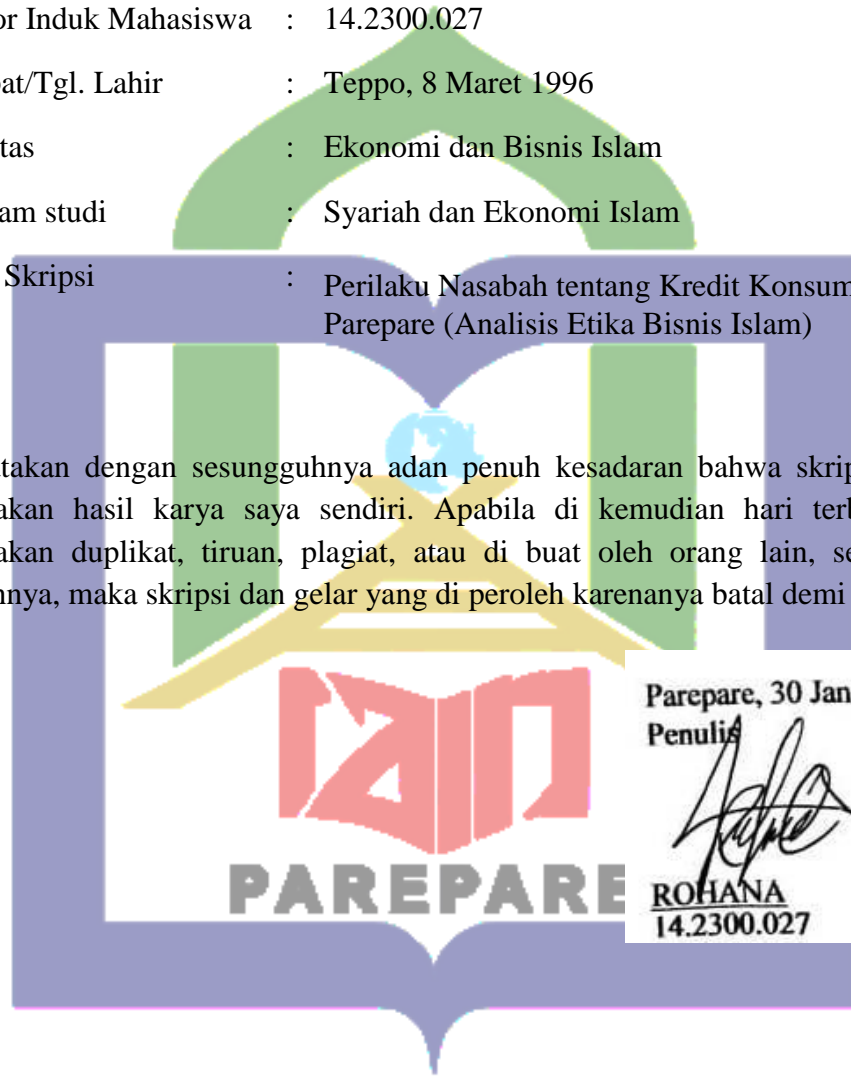 or Induk Mahasiswa : 14.2300.027
pat/Tgl. Lahir : Teppo, 8 Maret 1996
tas : Ekonomi dan Bisnis Islam
am studi : Syariah dan Ekonomi Islam
Skripsi : Perilaku Nasabah tentang Kredit Konsum
Parepare (Analisis Etika Bisnis Islam)
atakan dengan sesungguhnya adan penuh kesadaran bahwa skrip
akan hasil karya saya sendiri. Apabila di kemudian hari terb
akan duplikat, tiruan, plagiat, atau di buat oleh orang lain, se
hnya, maka skripsi dan gelar yang di peroleh karenanya batal demi
Parepare, 30 Jan
Penulis
iain
PAREPARE
ROHANA
14.2300.027